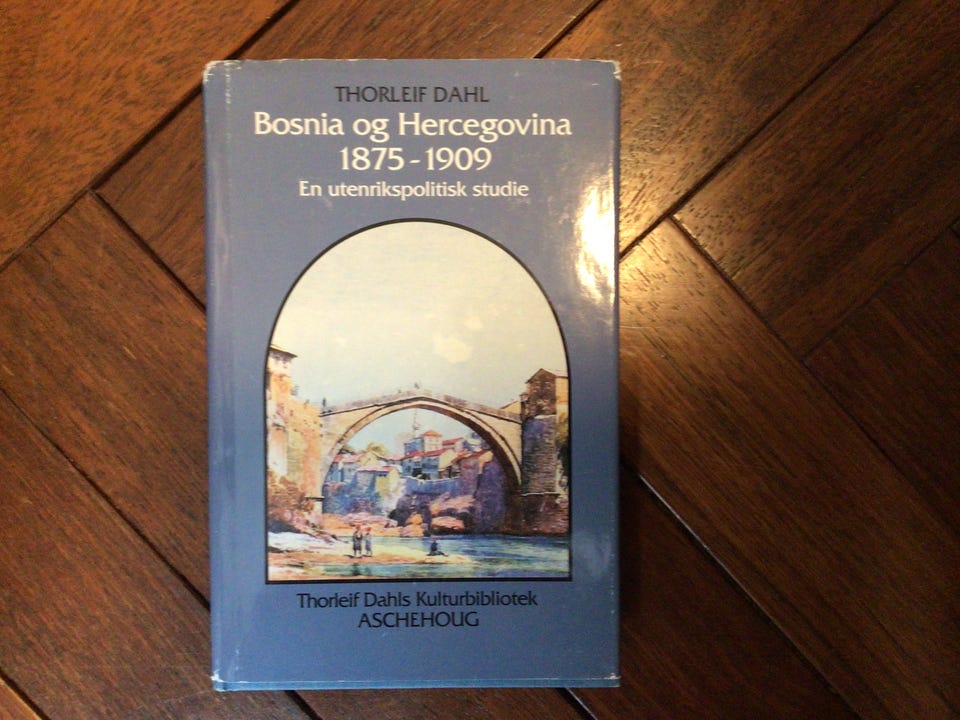 THORLEIF DAHL
Bosnia og Hercegovina
1875 - 1909
En utenrikspolitisk studie
Thorleif Dahls Kulturbibliotek
ASCHEHOUG